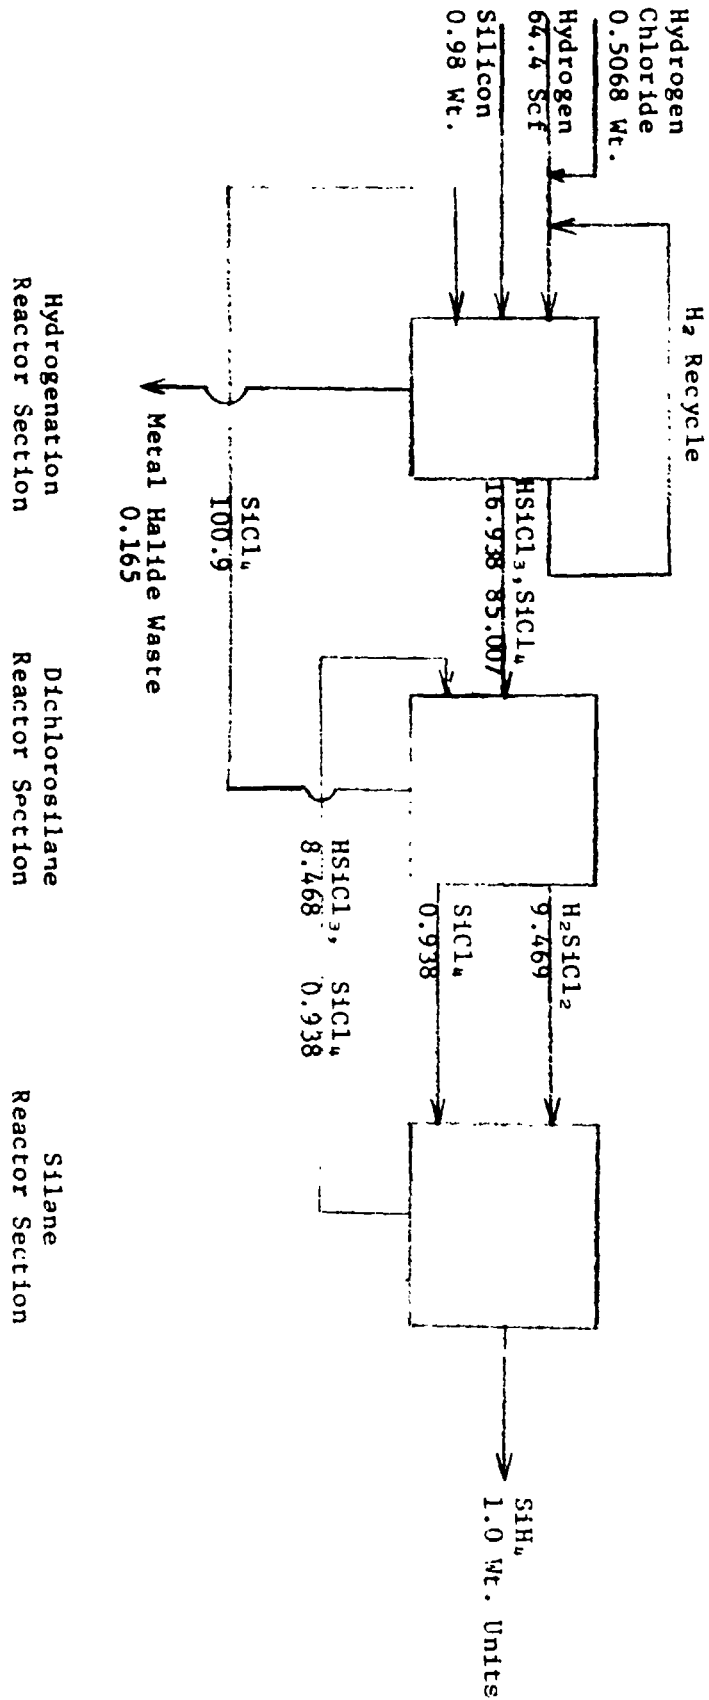 Hydrogen
Chloride
0.5068 Wt.
Hydrogen
64.4 Scf
Silicon
0.98 Wt.
H₂ Recycle
HSiCl₃,SiCl₄
16.938 85.007
SiCl₄
100.9
Metal Halide Waste
0.165
H₂SiCl₂
9.469
SiCl₄
0.938
HSiCl₃, SiCl₄
8.468 0.938
SiH₄
1.0 Wt. Units
Hydrogenation
Reactor Section
Dichlorosilane
Reactor Section
Silane
Reactor Section